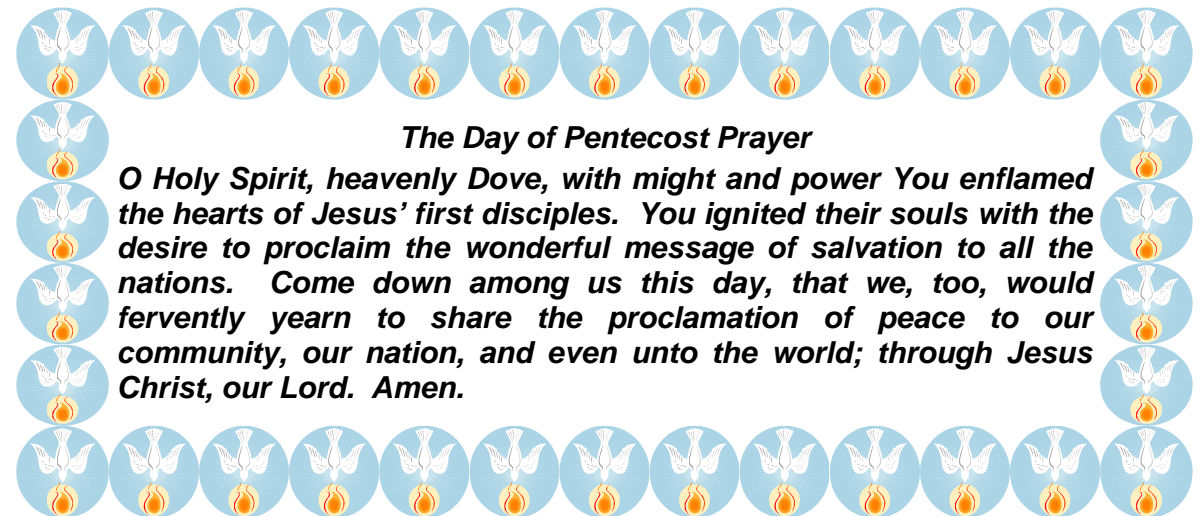 The Day of Pentecost Prayer
O Holy Spirit, heavenly Dove, with might and power You enflamed
the hearts of Jesus’ first disciples.  You ignited their souls with the
desire to proclaim the wonderful message of salvation to all the
nations.  Come down among us this day, that we, too, would
fervently yearn to share the proclamation of peace to our
community, our nation, and even unto the world; through Jesus
Christ, our Lord.  Amen.